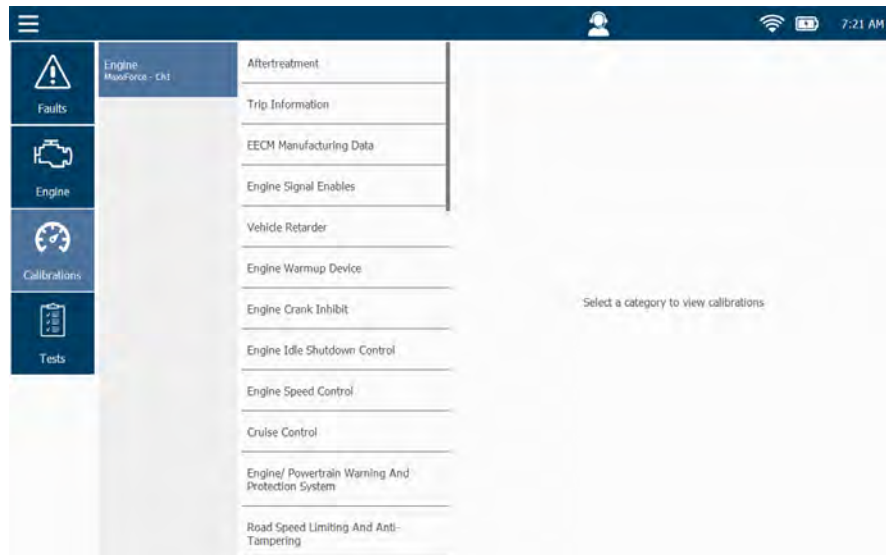 7:21 AM
Faults
Engine
Calibrations
Tests
Engine
MaxxForce - Ch1
Aftertreatment
Trip Information
EECM Manufacturing Data
Engine Signal Enables
Vehicle Retarder
Engine Warmup Device
Engine Crank Inhibit
Engine Idle Shutdown Control
Engine Speed Control
Cruise Control
Engine/ Powertrain Warning And
Protection System
Road Speed Limiting And Anti-
Tampering
Select a category to view calibrations